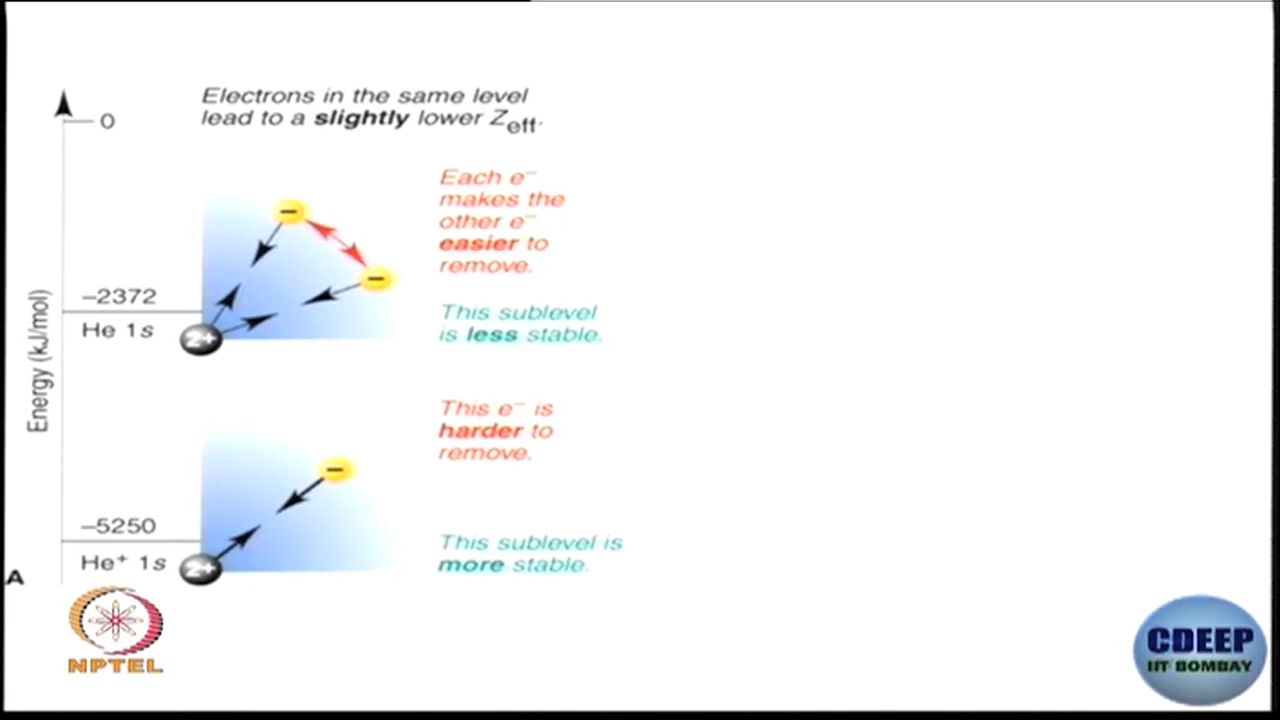 Electrons in the same level
lead to a slightly lower Zeff.
0
Each e⁻
makes the
other e⁻
easier to
remove.
−
−
−2372
He 1s
2+
This sublevel
is less stable.
Energy (kJ/mol)
This e⁻ is
harder to
remove.
−
−5250
He⁺ 1s
2+
This sublevel is
more stable.
A
NPTEL
CDEEP
IIT BOMBAY